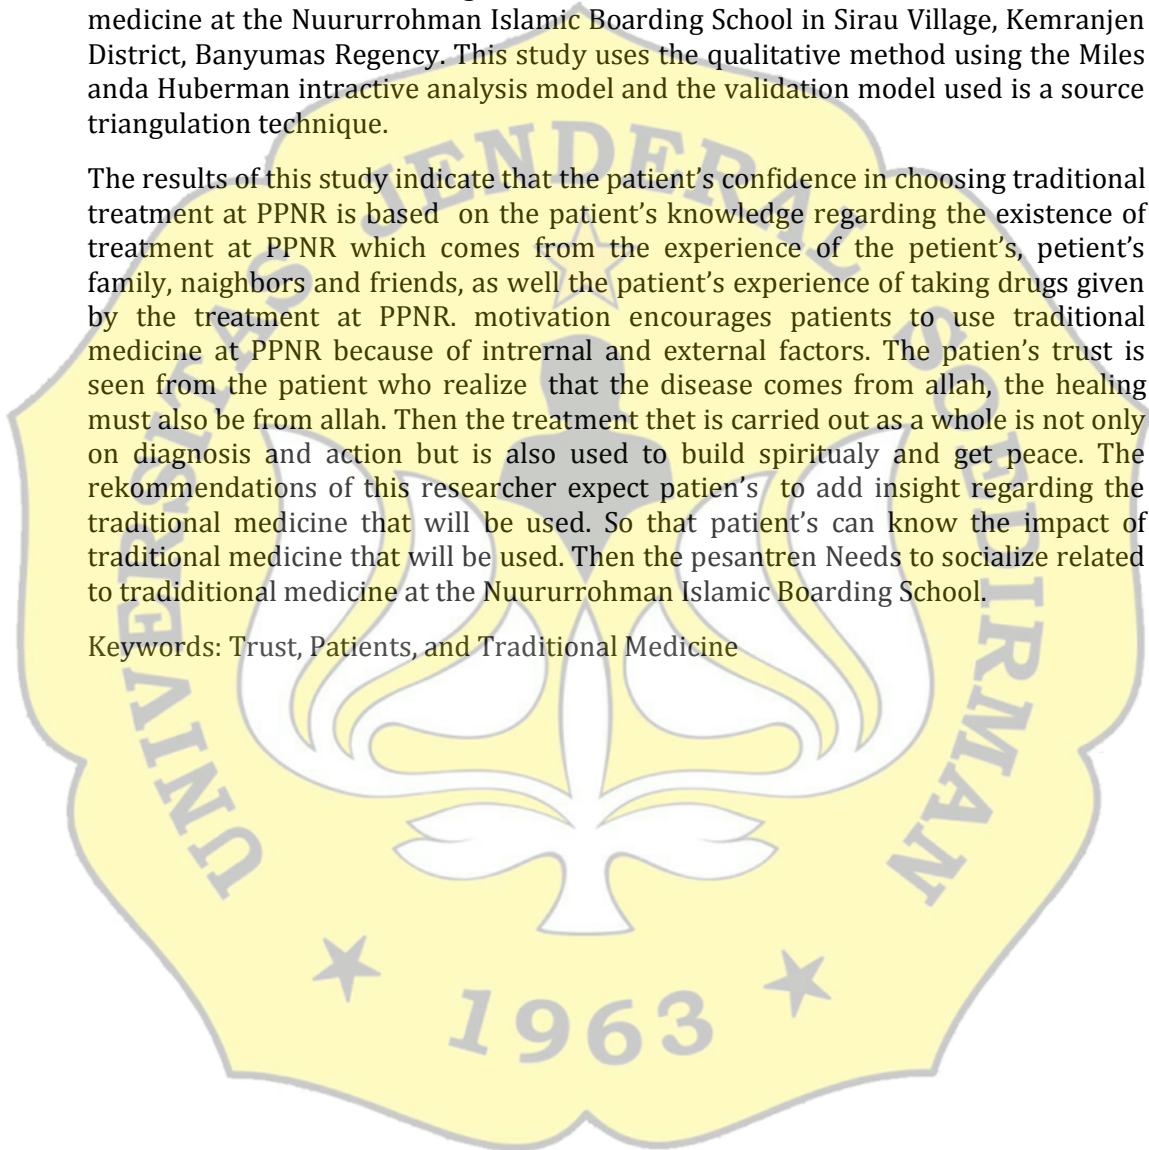 medicine at the Nuururrohman Islamic Boarding School in Sirau Village, Kemranjen
District, Banyumas Regency. This study uses the qualitative method using the Miles
anda Huberman intractive analysis model and the validation model used is a source
triangulation technique.
The results of this study indicate that the patient’s confidence in choosing traditional
treatment at PPNR is based on the patient’s knowledge regarding the existence of
treatment at PPNR which comes from the experience of the petient’s, petient’s
family, naighbors and friends, as well the patient’s experience of taking drugs given
by the treatment at PPNR. motivation encourages patients to use traditional
medicine at PPNR because of intrernal and external factors. The patien’s trust is
seen from the patient who realize that the disease comes from allah, the healing
must also be from allah. Then the treatment thet is carried out as a whole is not only
on diagnosis and action but is also used to build spiritualy and get peace. The
rekommendations of this researcher expect patien’s to add insight regarding the
traditional medicine that will be used. So that patient’s can know the impact of
traditional medicine that will be used. Then the pesantren Needs to socialize related
to tradiditional medicine at the Nuururrohman Islamic Boarding School.
Keywords: Trust, Patients, and Traditional Medicine
UNIVERSITAS JENDERAL SOEDIRMAN
1963